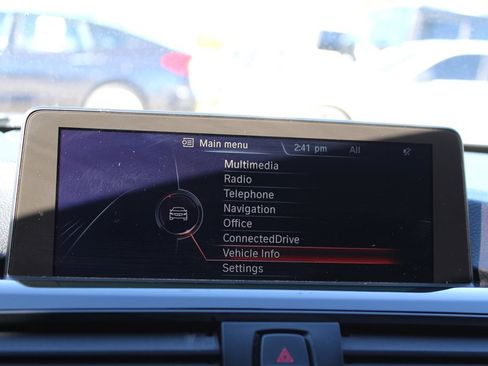 Main menu
2:41 pm
All
Multimedia
Radio
Telephone
Navigation
Office
ConnectedDrive
Vehicle Info
Settings